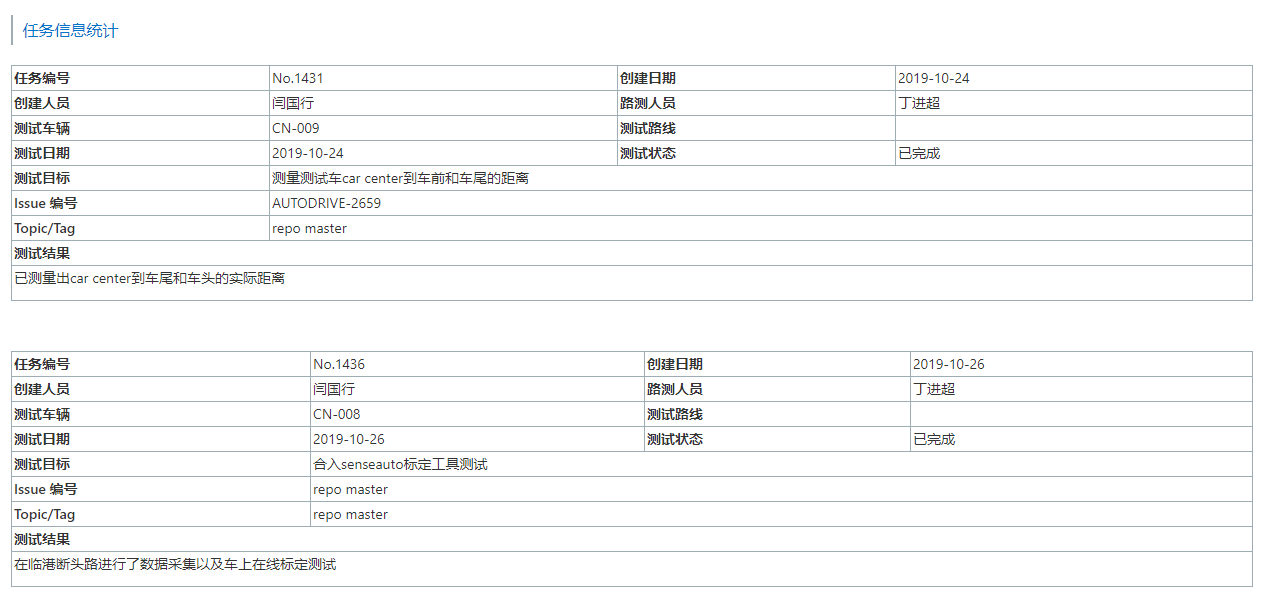 任务信息统计
任务编号 No.1431 创建日期 2019-10-24
创建人员 闫国行 路测人员 丁进超
测试车辆 CN-009 测试路线
测试日期 2019-10-24 测试状态 已完成
测试目标 测量测试车car center到车前和车尾的距离
Issue 编号 AUTODRIVE-2659
Topic/Tag repo master
测试结果
已测量出car center到车尾和车头的实际距离
任务编号 No.1436 创建日期 2019-10-26
创建人员 闫国行 路测人员 丁进超
测试车辆 CN-008 测试路线
测试日期 2019-10-26 测试状态 已完成
测试目标 合入senseauto标定工具测试
Issue 编号 repo master
Topic/Tag repo master
测试结果
在临港断头路进行了数据采集以及车上在线标定测试